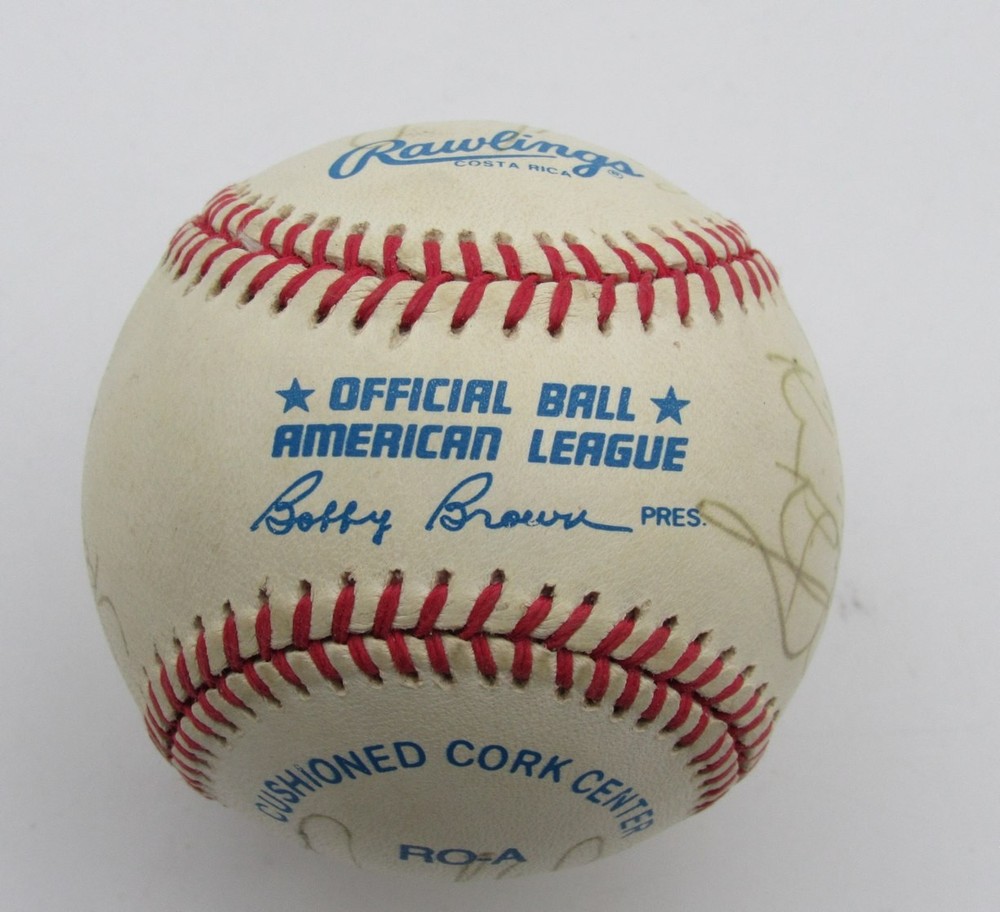 Rawlings®
COSTA RICA
★ OFFICIAL BALL ★
AMERICAN LEAGUE
Bobby Brown PRES.
CUSHIONED CORK CENTER
RO-A